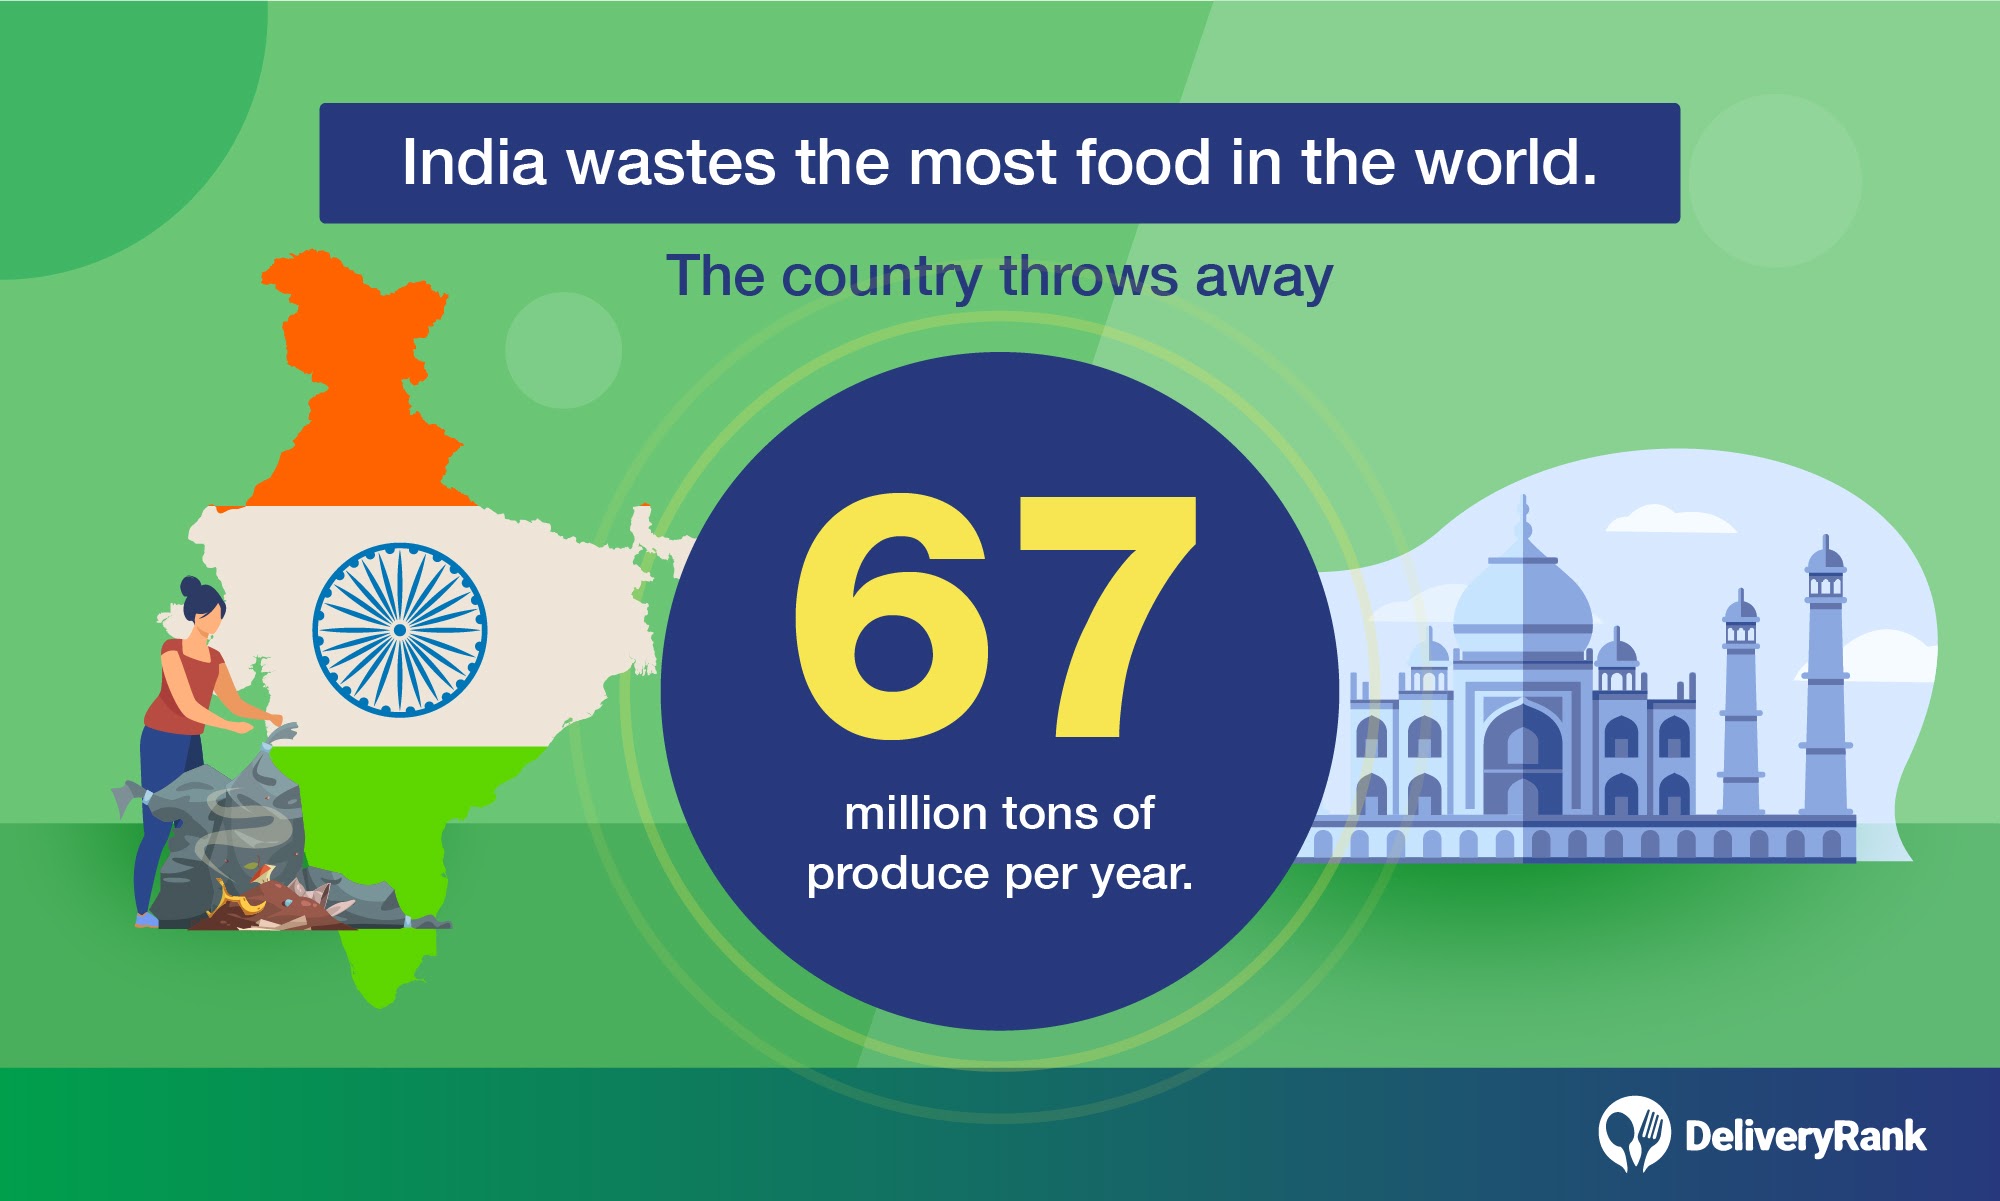 India wastes the most food in the world.
The country throws away
67
million tons of
produce per year.
DeliveryRank